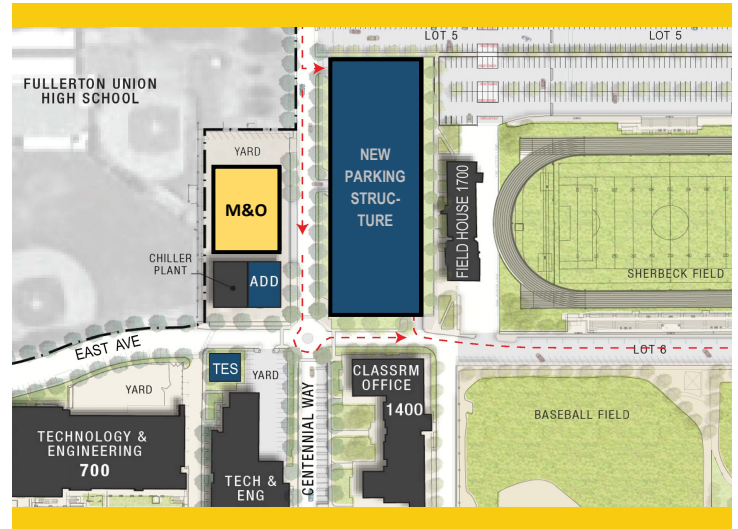 LOT 5
LOT 5
FULLERTON UNION
HIGH SCHOOL
YARD
NEW
PARKING
STRUC-
TURE
M&O
FIELD HOUSE 1700
CHILLER
PLANT
ADD
SHERBECK FIELD
EAST AVE
LOT 6
TES
YARD
CLASSRM
OFFICE
1400
YARD
CENTENNIAL WAY
BASEBALL FIELD
TECHNOLOGY &
ENGINEERING
700
TECH &
ENG